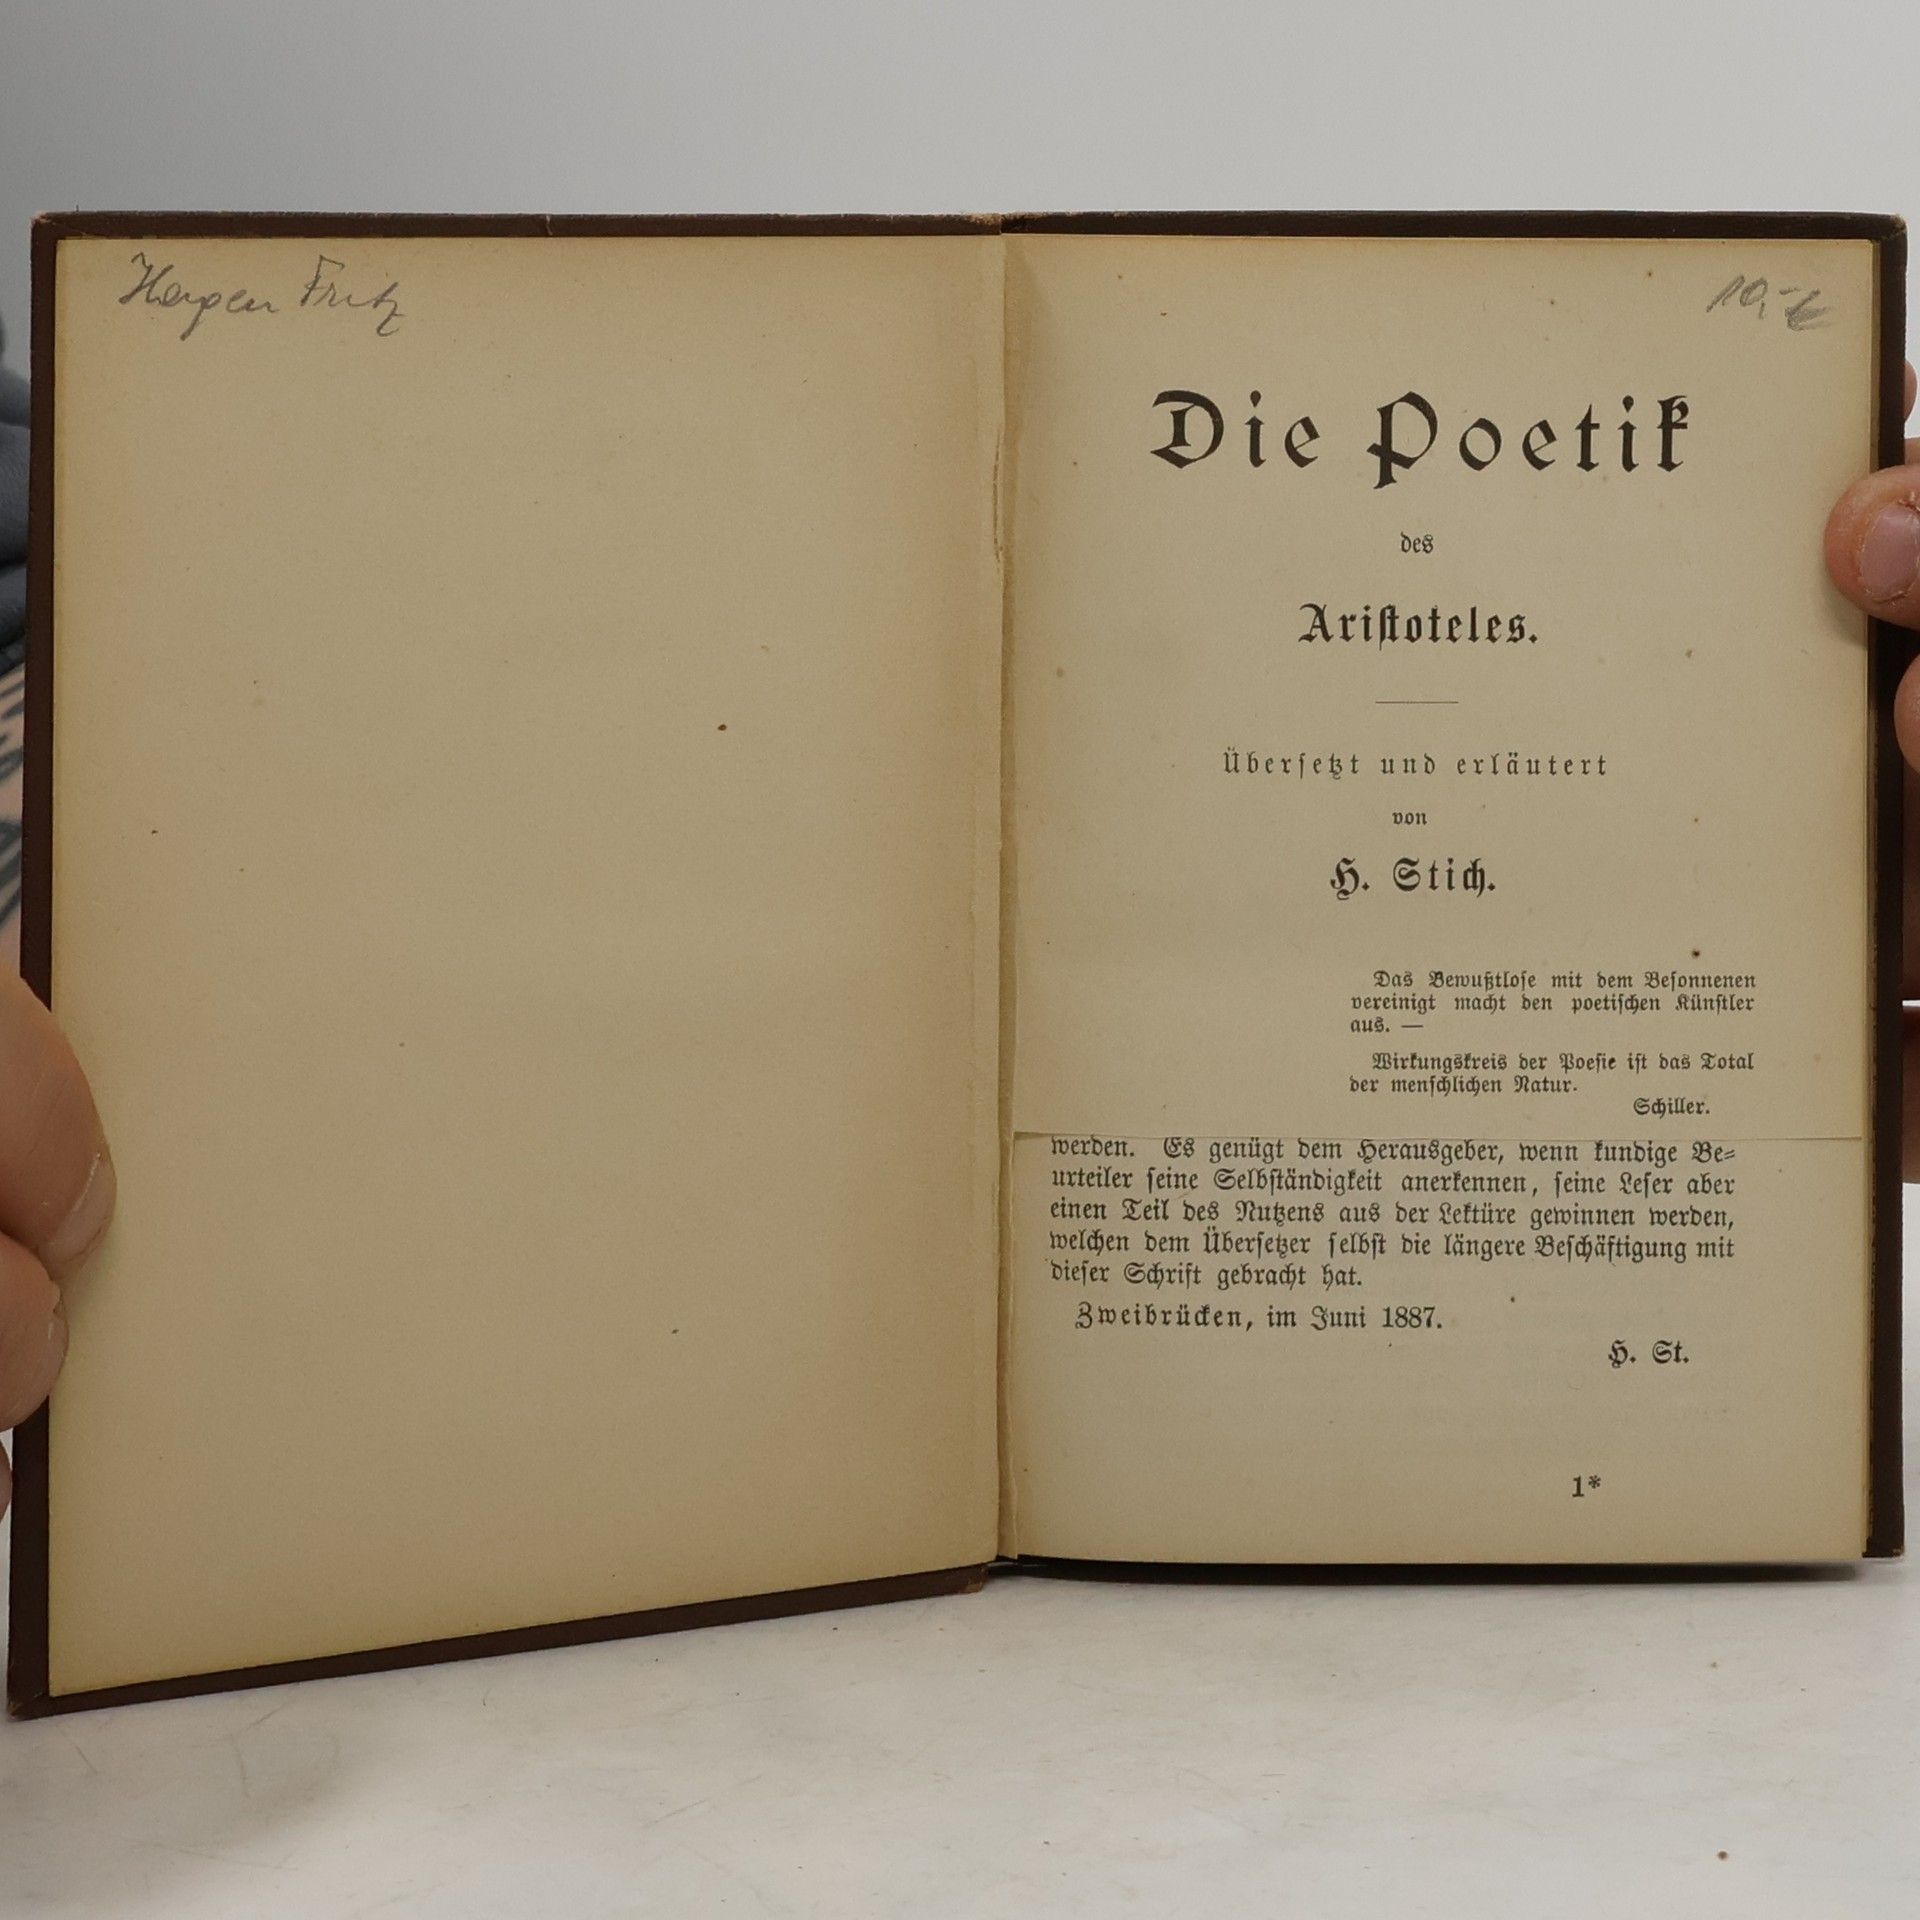 Fritz
10,-€
Die Poetik
des
Aristoteles.
Übersetzt und erläutert
von
H. Stich.
Das Bewußtlose mit dem Besonnenen
vereinigt macht den poetischen Künstler
aus. —
Wirkungskreis der Poesie ist das Total
der menschlichen Natur.
Schiller.
werden. Es genügt dem Herausgeber, wenn kundige Be-
urteiler seine Selbständigkeit anerkennen, seine Leser aber
einen Teil des Nutzens aus der Lektüre gewinnen werden,
welchen dem Übersetzer selbst die längere Beschäftigung mit
dieser Schrift gebracht hat.
Zweibrücken, im Juni 1887.
H. St.
1*